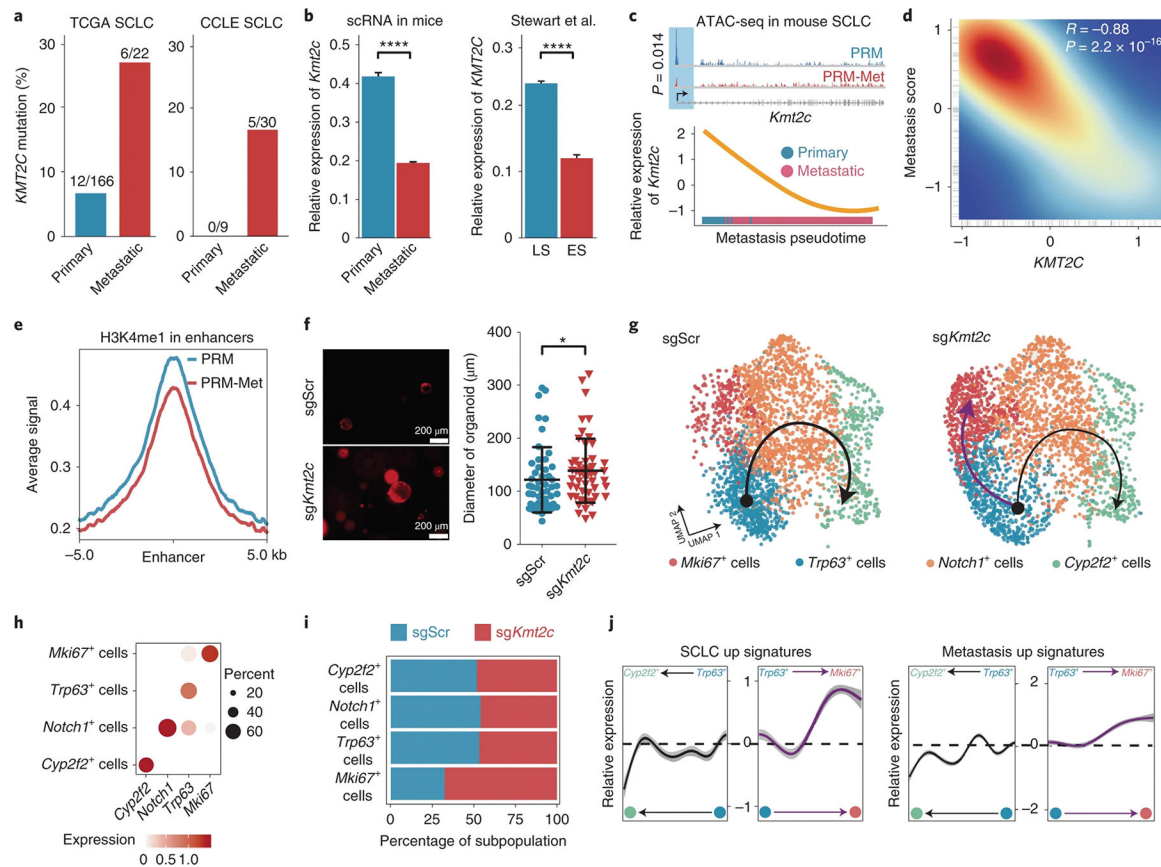 a
TCGA SCLC
CCLE SCLC
KMT2C mutation (%)
30
20
10
0
12/166
6/22
Primary
Metastatic
30
20
10
0
0/9
5/30
Primary
Metastatic
b
scRNA in mice
Relative expression of Kmt2c
0.5
0.4
0.3
0.2
0.1
0
****
Primary
Metastatic
Stewart et al.
Relative expression of KMT2C
0.3
0.2
0.1
0
****
LS
ES
c
ATAC-seq in mouse SCLC
P = 0.014
PRM
PRM-Met
Kmt2c
Relative expression
of Kmt2c
2
1
0
−1
Primary
Metastatic
Metastasis pseudotime
d
R = −0.88
P = 2.2 × 10−16
Metastasis score
1
0
−1
−1
0
1
KMT2C
e
H3K4me1 in enhancers
PRM
PRM-Met
Average signal
0.4
0.3
0.2
−5.0
Enhancer
5.0 kb
f
sgScr
200 μm
sgKmt2c
200 μm
Diameter of organoid (μm)
400
300
200
100
0
*
sgScr
sgKmt2c
g
sgScr
sgKmt2c
UMAP 2
UMAP 1
Mki67+ cells
Trp63+ cells
Notch1+ cells
Cyp2f2+ cells
h
Mki67+ cells
Trp63+ cells
Notch1+ cells
Cyp2f2+ cells
Percent
20
40
60
Cyp2f2
Notch1
Trp63
Mki67
Expression
0 0.5 1.0
i
sgScr
sgKmt2c
Cyp2f2+
cells
Notch1+
cells
Trp63+
cells
Mki67+
cells
0 25 50 75 100
Percentage of subpopulation
j
SCLC up signatures
Relative expression
Cyp2f2+
Trp63+
Trp63+
Mki67+
1
0
−1
Metastasis up signatures
Relative expression
Cyp2f2+
Trp63+
Trp63+
Mki67+
2
0
−2